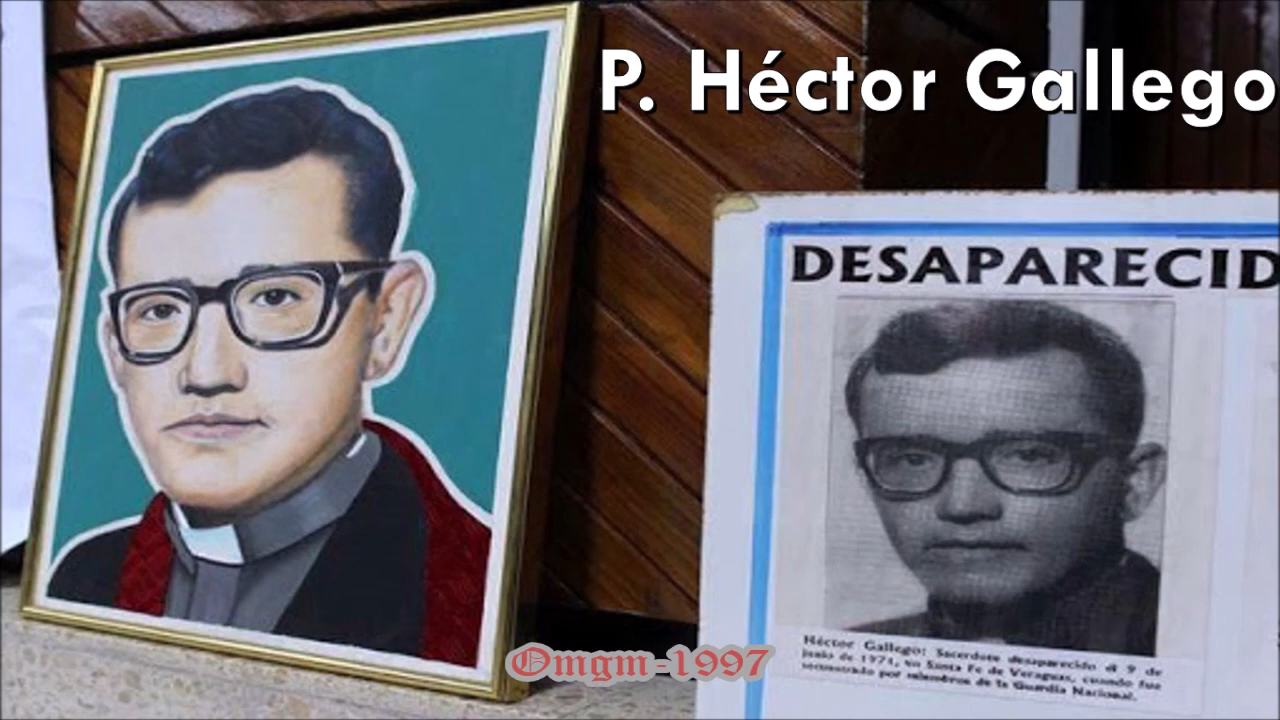 P. Héctor Gallego
DESAPARECID
Héctor Gallego: Sacerdote desaparecido el 9 de
junio de 1971, en Santa Fe de Veraguas, cuando fue
secuestrado por miembros de la Guardia Nacional.
Omgm-1997